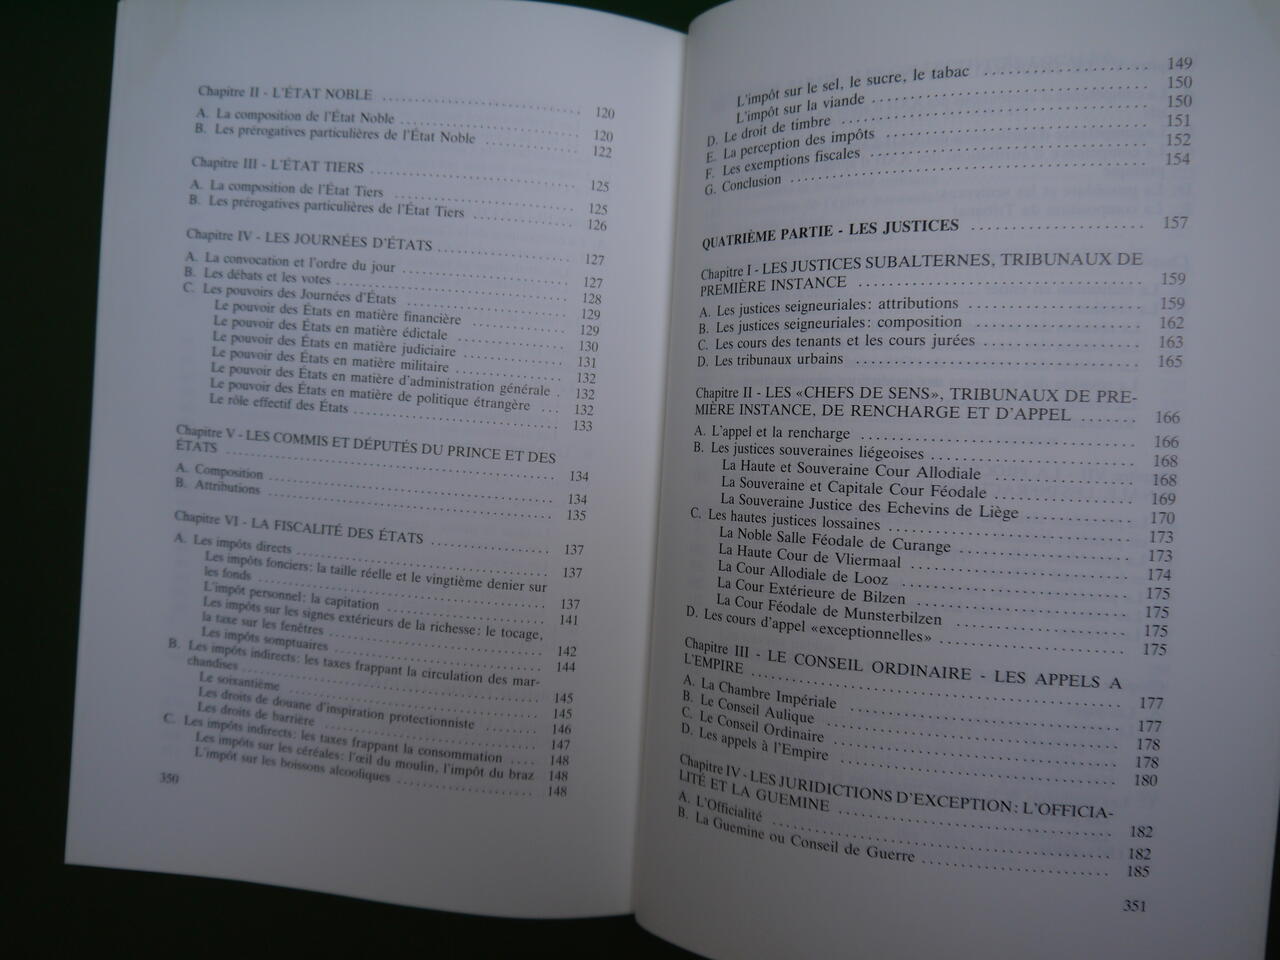 Chapitre II - L'ÉTAT NOBLE .......... 120
A. La composition de l'État Noble .......... 120
B. Les prérogatives particulières de l'État Noble .......... 122
Chapitre III - L'ÉTAT TIERS .......... 125
A. La composition de l'État Tiers .......... 125
B. Les prérogatives particulières de l'État Tiers .......... 126
Chapitre IV - LES JOURNÉES D'ÉTATS .......... 127
A. La convocation et l'ordre du jour .......... 127
B. Les débats et les votes .......... 128
C. Les pouvoirs des Journées d'États .......... 129
Le pouvoir des États en matière financière .......... 129
Le pouvoir des États en matière édictale .......... 130
Le pouvoir des États en matière judiciaire .......... 131
Le pouvoir des États en matière militaire .......... 132
Le pouvoir des États en matière d'administration générale . 132
Le pouvoir des États en matière de politique étrangère ... 132
Le rôle effectif des États .......... 133
Chapitre V - LES COMMIS ET DÉPUTÉS DU PRINCE ET DES
ÉTATS .......... 134
A. Composition .......... 134
B. Attributions .......... 135
Chapitre VI - LA FISCALITÉ DES ÉTATS .......... 137
A. Les impôts directs .......... 137
Les impôts fonciers: la taille réelle et le vingtième denier sur
les fonds .......... 137
L'impôt personnel: la capitation .......... 141
Les impôts sur les signes extérieurs de la richesse: le tocage,
la taxe sur les fenêtres .......... 142
Les impôts somptuaires .......... 144
B. Les impôts indirects: les taxes frappant la circulation des mar-
chandises .......... 145
Le soixantième .......... 145
Les droits de douane d'inspiration protectionniste .......... 146
Les droits de barrière .......... 147
C. Les impôts indirects: les taxes frappant la consommation .... 148
Les impôts sur les céréales: l'œil du moulin, l'impôt du braz 148
L'impôt sur les boissons alcooliques .......... 148
350
L'impôt sur le sel, le sucre, le tabac .......... 149
L'impôt sur la viande .......... 150
D. Le droit de timbre .......... 150
E. La perception des impôts .......... 151
F. Les exemptions fiscales .......... 152
G. Conclusion .......... 154
QUATRIÈME PARTIE - LES JUSTICES .......... 157
Chapitre I - LES JUSTICES SUBALTERNES, TRIBUNAUX DE
PREMIÈRE INSTANCE .......... 159
A. Les justices seigneuriales: attributions .......... 159
B. Les justices seigneuriales: composition .......... 162
C. Les cours des tenants et les cours jurées .......... 163
D. Les tribunaux urbains .......... 165
Chapitre II - LES «CHEFS DE SENS», TRIBUNAUX DE PRE-
MIÈRE INSTANCE, DE RENCHARGE ET D'APPEL ....... 166
A. L'appel et la rencharge .......... 166
B. Les justices souveraines liégeoises .......... 168
La Haute et Souveraine Cour Allodiale .......... 168
La Souveraine et Capitale Cour Féodale .......... 169
La Souveraine Justice des Echevins de Liège .......... 170
C. Les hautes justices lossaines .......... 173
La Noble Salle Féodale de Curange .......... 173
La Haute Cour de Vliermaal .......... 174
La Cour Allodiale de Looz .......... 175
La Cour Extérieure de Bilzen .......... 175
La Cour Féodale de Munsterbilzen .......... 175
D. Les cours d'appel «exceptionnelles» .......... 175
Chapitre III - LE CONSEIL ORDINAIRE - LES APPELS A
L'EMPIRE .......... 177
A. La Chambre Impériale .......... 177
B. Le Conseil Aulique .......... 178
C. Le Conseil Ordinaire .......... 178
D. Les appels à l'Empire .......... 180
Chapitre IV - LES JURIDICTIONS D'EXCEPTION: L'OFFICIA-
LITÉ ET LA GUEMINE .......... 182
A. L'Officialité .......... 182
B. La Guemine ou Conseil de Guerre .......... 185
351